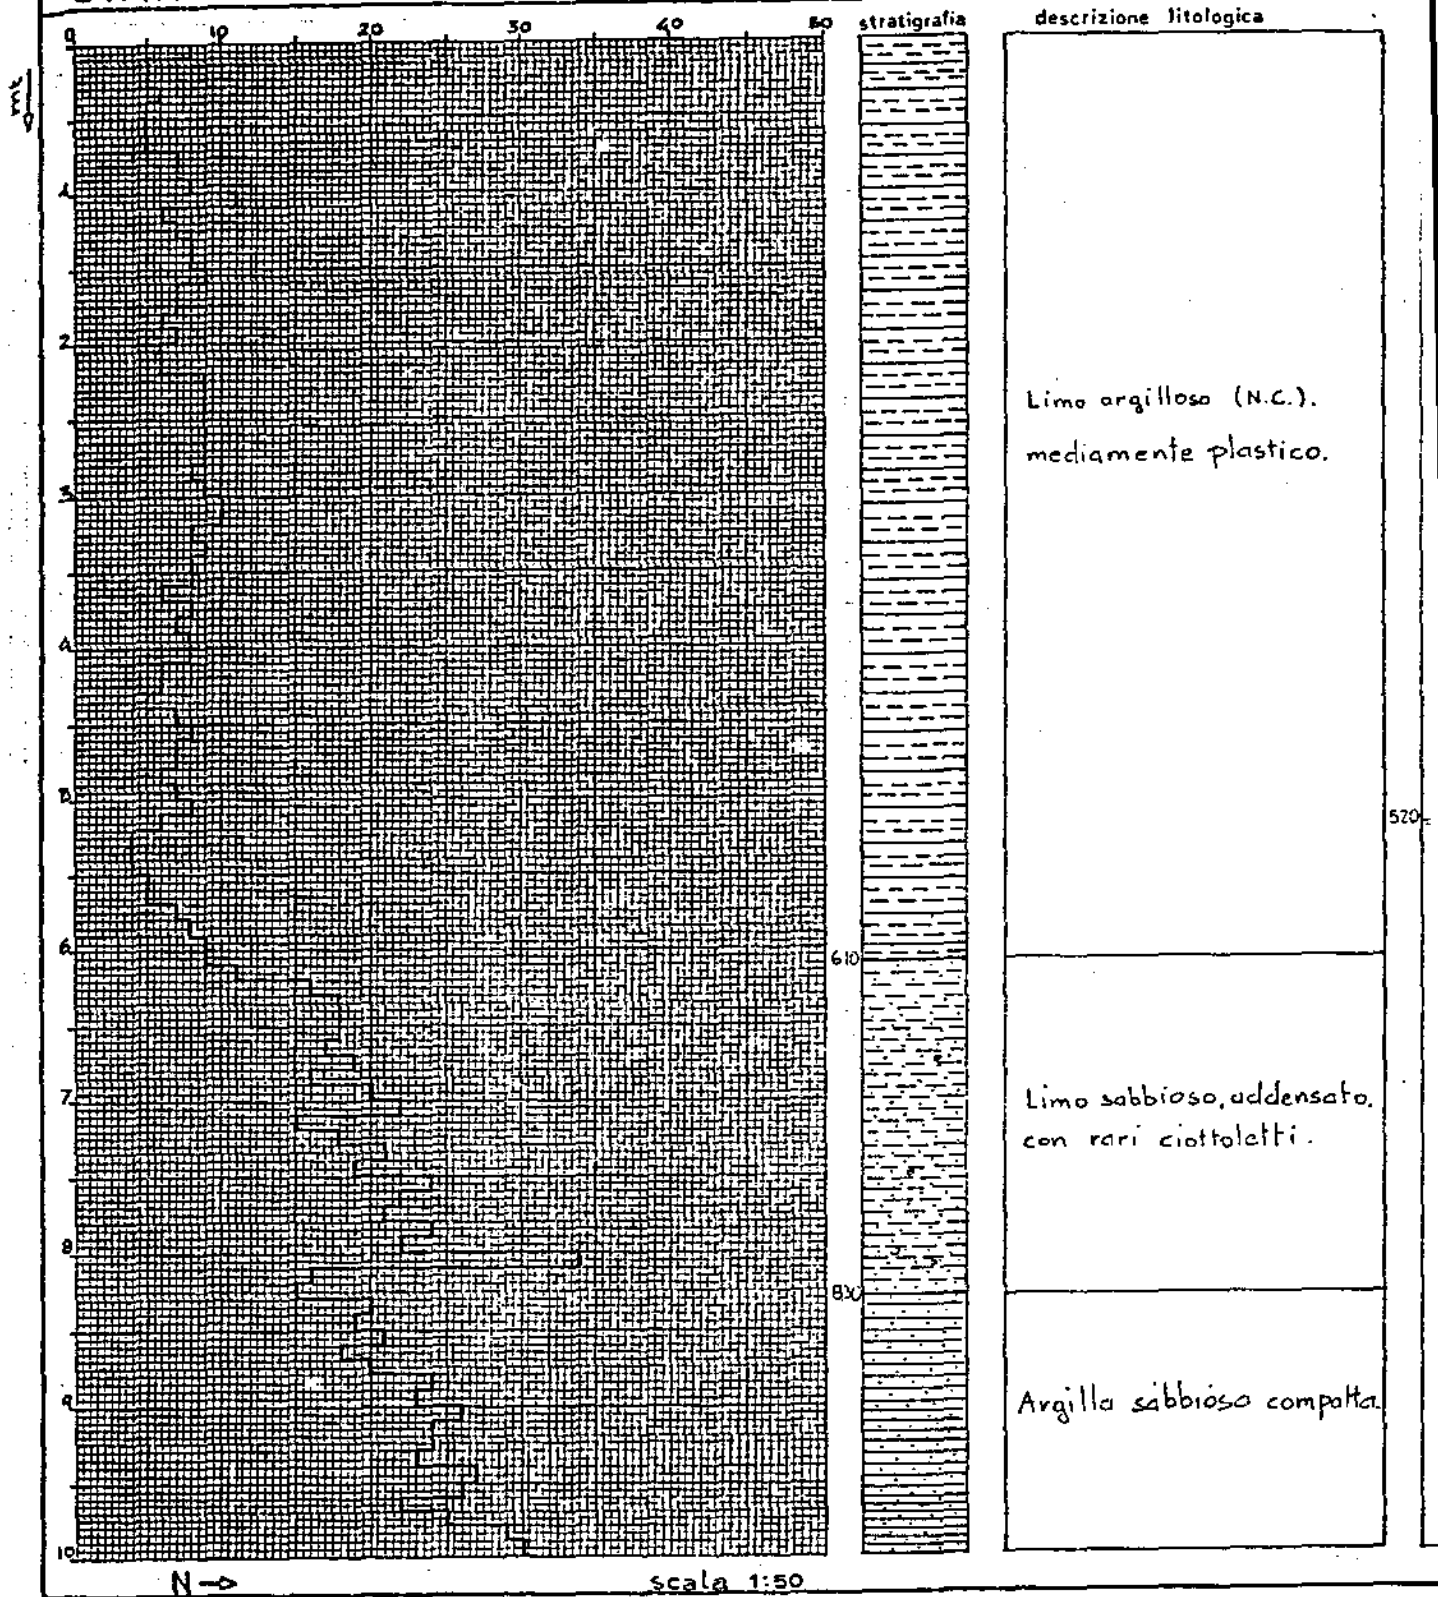 0 10 20 30 40 50
stratigrafia
descrizione litologica
mt
1
2
3
4
5
6
7
8
9
10
Limo argilloso (N.C.).
mediamente plastico.
520
610
Limo sabbioso, addensato.
con rari ciottoletti.
830
Argilla sabbiosa compatta.
N →
scala 1:50